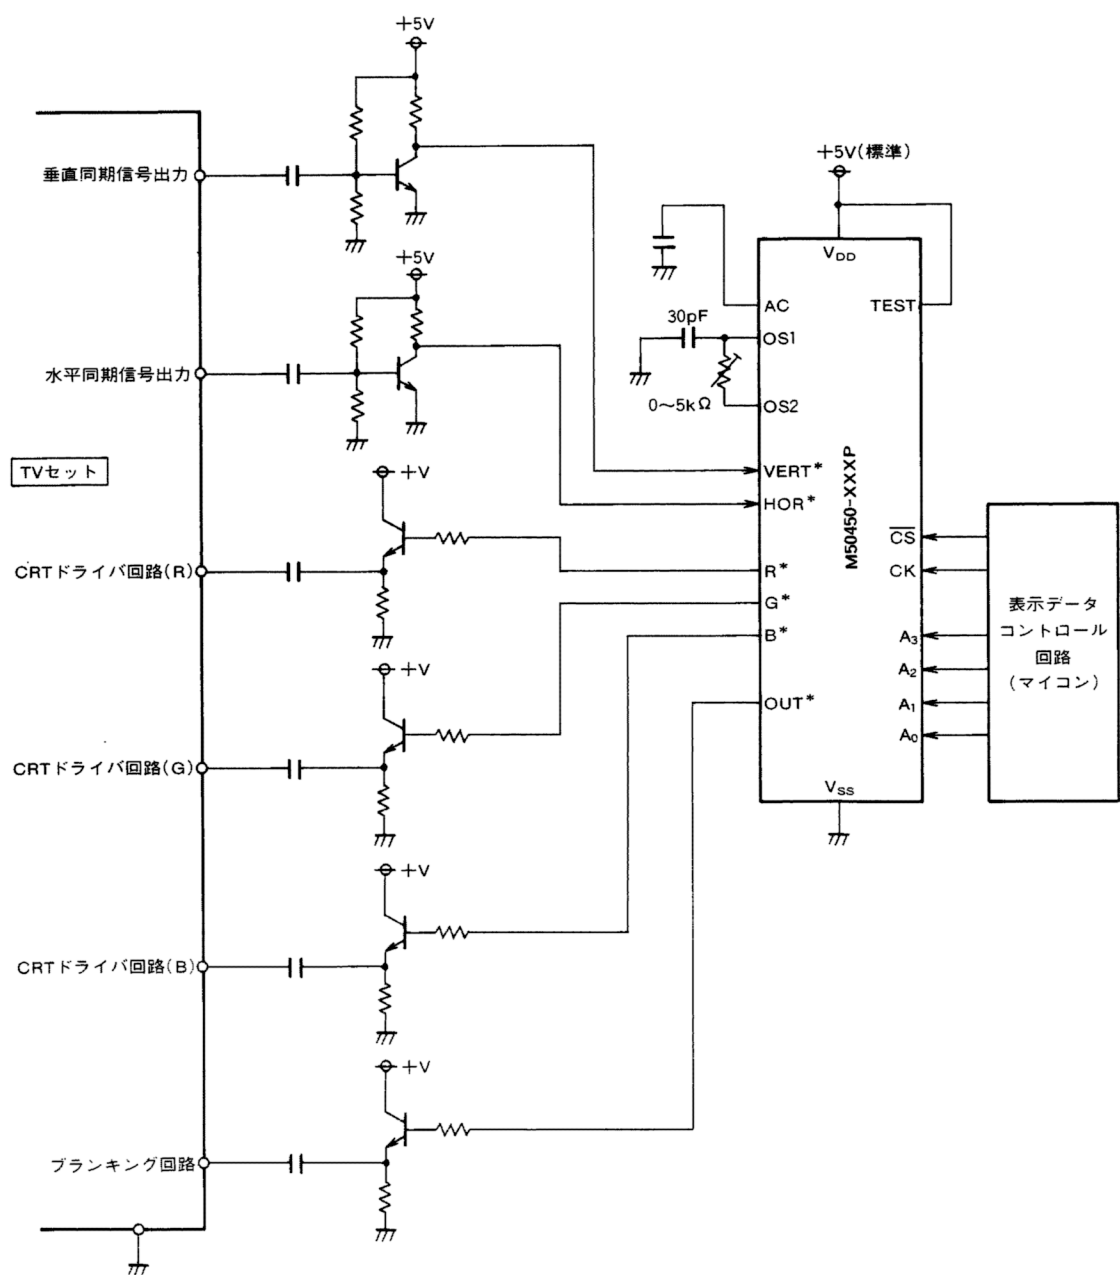 +5V
垂直同期信号出力
+5V
水平同期信号出力
TVセット
+V
CRTドライバ回路(R)
+V
CRTドライバ回路(G)
+V
CRTドライバ回路(B)
+V
ブランキング回路
+5V(標準)
VDD
AC
TEST
30pF
OS1
0～5kΩ
OS2
VERT*
HOR*
M50450-XXXP
CS
CK
R*
G*
B*
A3
A2
A1
A0
OUT*
VSS
表示データ
コントロール
回路
(マイコン)